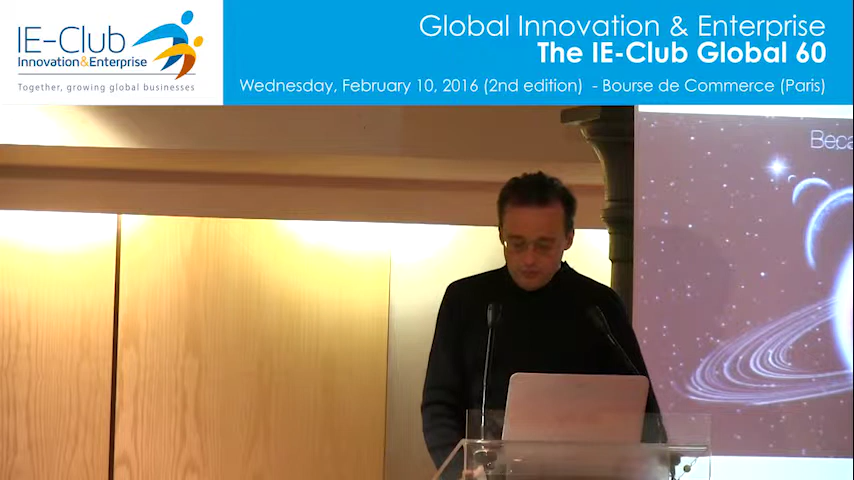 IE-Club
Innovation&Enterprise
Together, growing global businesses
Global Innovation & Enterprise
The IE-Club Global 60
Wednesday, February 10, 2016 (2nd edition) - Bourse de Commerce (Paris)
Beca